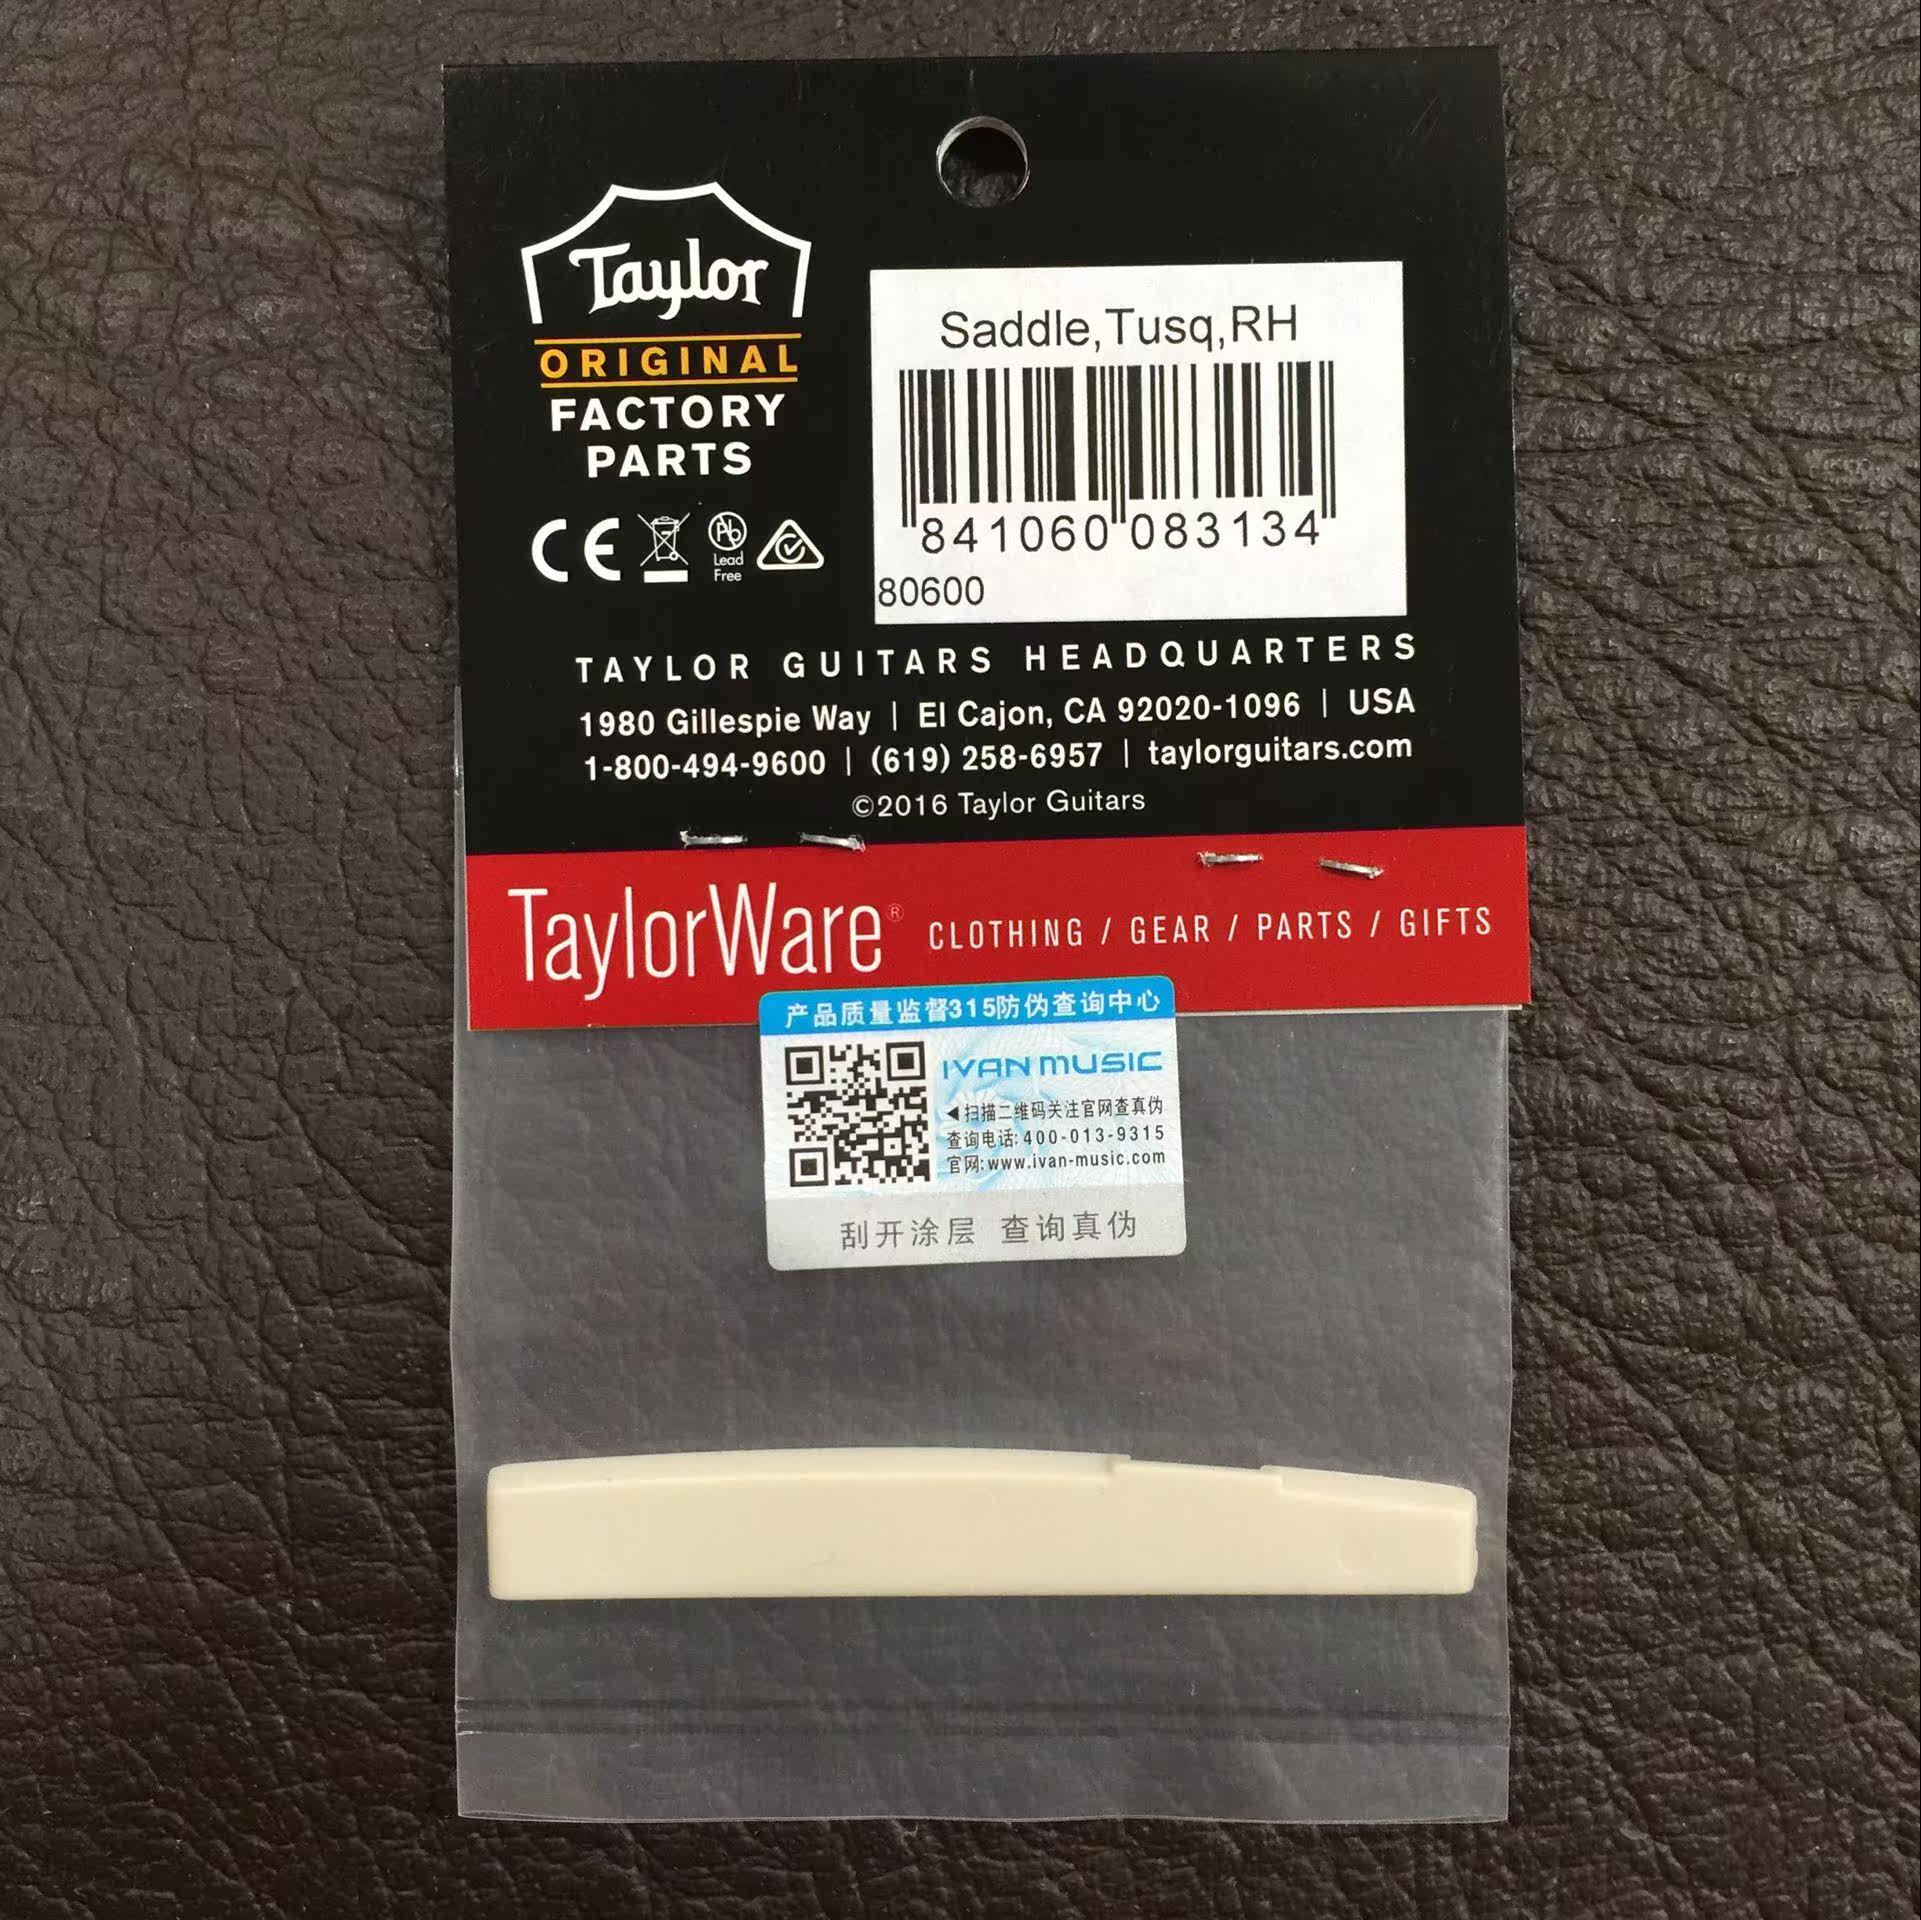 Taylor
ORIGINAL
FACTORY
PARTS
CE
Pb
Lead
Free
Saddle,Tusq,RH
841060 083134
80600
TAYLOR GUITARS HEADQUARTERS
1980 Gillespie Way | El Cajon, CA 92020-1096 | USA
1-800-494-9600 | (619) 258-6957 | taylorguitars.com
©2016 Taylor Guitars
TaylorWare® CLOTHING / GEAR / PARTS / GIFTS
产品质量监督315防伪查询中心
IVAN MUSIC
◀扫描二维码关注官网查真伪
查询电话:400-013-9315
官网:www.ivan-music.com
刮开涂层 查询真伪